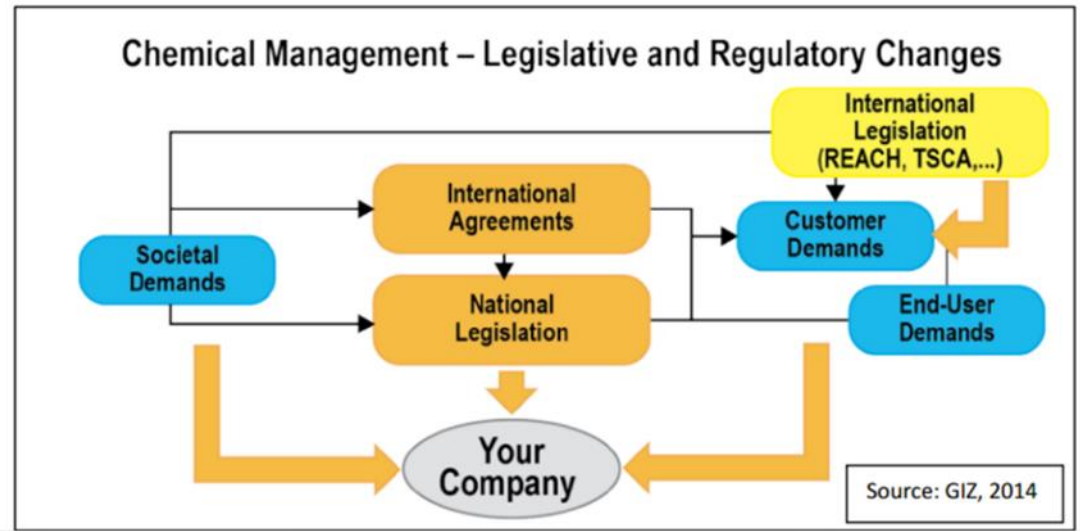 Chemical Management – Legislative and Regulatory Changes
International
Legislation
(REACH, TSCA,...)
International
Agreements
Customer
Demands
Societal
Demands
National
Legislation
End-User
Demands
Your
Company
Source: GIZ, 2014